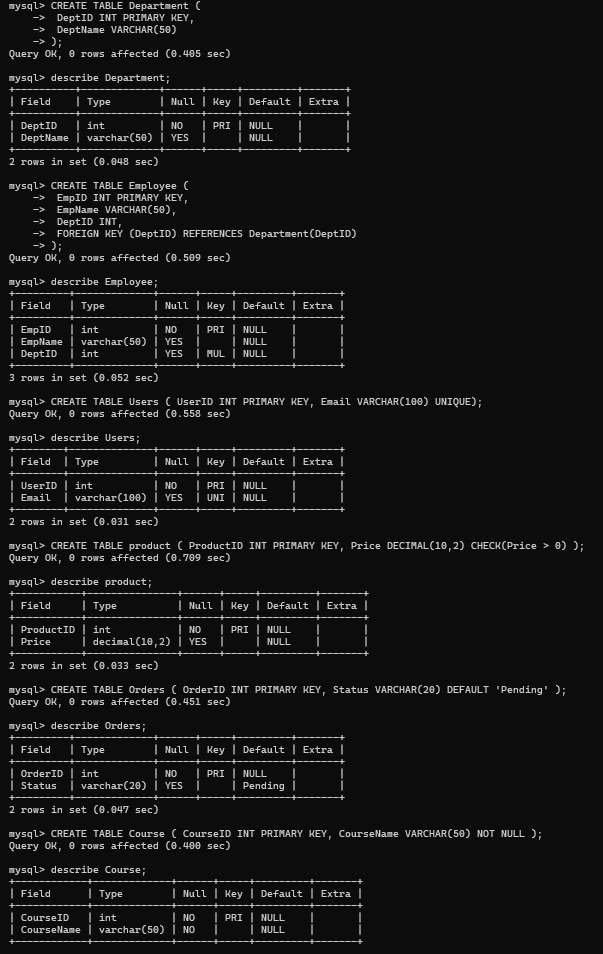 mysql> CREATE TABLE Department (
    ->  DeptID INT PRIMARY KEY,
    ->  DeptName VARCHAR(50)
    -> );
Query OK, 0 rows affected (0.405 sec)

mysql> describe Department;
+----------+-------------+------+-----+---------+-------+
| Field    | Type        | Null | Key | Default | Extra |
+----------+-------------+------+-----+---------+-------+
| DeptID   | int         | NO   | PRI | NULL    |       |
| DeptName | varchar(50) | YES  |     | NULL    |       |
+----------+-------------+------+-----+---------+-------+
2 rows in set (0.048 sec)

mysql> CREATE TABLE Employee (
    ->  EmpID INT PRIMARY KEY,
    ->  EmpName VARCHAR(50),
    ->  DeptID INT,
    ->  FOREIGN KEY (DeptID) REFERENCES Department(DeptID)
    -> );
Query OK, 0 rows affected (0.509 sec)

mysql> describe Employee;
+---------+-------------+------+-----+---------+-------+
| Field   | Type        | Null | Key | Default | Extra |
+---------+-------------+------+-----+---------+-------+
| EmpID   | int         | NO   | PRI | NULL    |       |
| EmpName | varchar(50) | YES  |     | NULL    |       |
| DeptID  | int         | YES  | MUL | NULL    |       |
+---------+-------------+------+-----+---------+-------+
3 rows in set (0.052 sec)

mysql> CREATE TABLE Users ( UserID INT PRIMARY KEY, Email VARCHAR(100) UNIQUE);
Query OK, 0 rows affected (0.558 sec)

mysql> describe Users;
+--------+--------------+------+-----+---------+-------+
| Field  | Type         | Null | Key | Default | Extra |
+--------+--------------+------+-----+---------+-------+
| UserID | int          | NO   | PRI | NULL    |       |
| Email  | varchar(100) | YES  | UNI | NULL    |       |
+--------+--------------+------+-----+---------+-------+
2 rows in set (0.031 sec)

mysql> CREATE TABLE product ( ProductID INT PRIMARY KEY, Price DECIMAL(10,2) CHECK(Price > 0) );
Query OK, 0 rows affected (0.709 sec)

mysql> describe product;
+-----------+---------------+------+-----+---------+-------+
| Field     | Type          | Null | Key | Default | Extra |
+-----------+---------------+------+-----+---------+-------+
| ProductID | int           | NO   | PRI | NULL    |       |
| Price     | decimal(10,2) | YES  |     | NULL    |       |
+-----------+---------------+------+-----+---------+-------+
2 rows in set (0.033 sec)

mysql> CREATE TABLE Orders ( OrderID INT PRIMARY KEY, Status VARCHAR(20) DEFAULT 'Pending' );
Query OK, 0 rows affected (0.451 sec)

mysql> describe Orders;
+---------+-------------+------+-----+---------+-------+
| Field   | Type        | Null | Key | Default | Extra |
+---------+-------------+------+-----+---------+-------+
| OrderID | int         | NO   | PRI | NULL    |       |
| Status  | varchar(20) | YES  |     | Pending |       |
+---------+-------------+------+-----+---------+-------+
2 rows in set (0.047 sec)

mysql> CREATE TABLE Course ( CourseID INT PRIMARY KEY, CourseName VARCHAR(50) NOT NULL );
Query OK, 0 rows affected (0.400 sec)

mysql> describe Course;
+------------+-------------+------+-----+---------+-------+
| Field      | Type        | Null | Key | Default | Extra |
+------------+-------------+------+-----+---------+-------+
| CourseID   | int         | NO   | PRI | NULL    |       |
| CourseName | varchar(50) | NO   |     | NULL    |       |
+------------+-------------+------+-----+---------+-------+